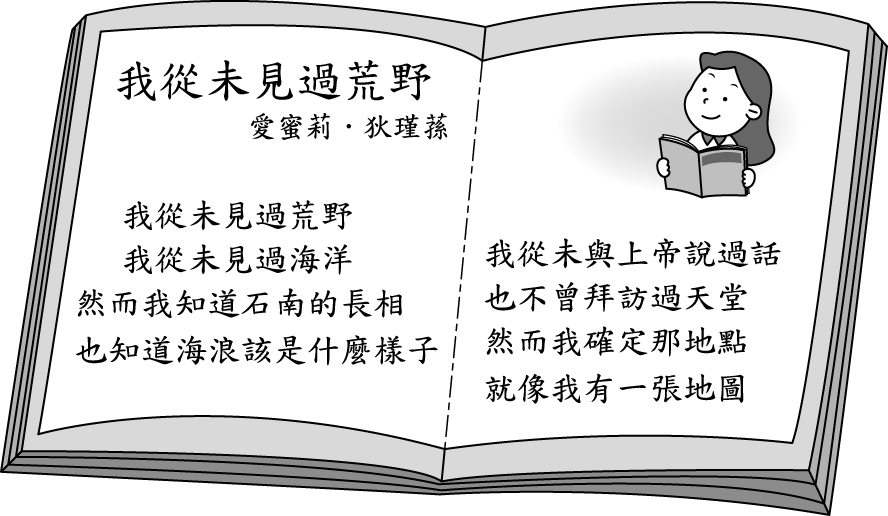 我從未見過荒野
愛蜜莉・狄瑾蓀
我從未見過荒野
我從未見過海洋
然而我知道石南的長相
也知道海浪該是什麼樣子
我從未與上帝說過話
也不曾拜訪過天堂
然而我確定那地點
就像我有一張地圖